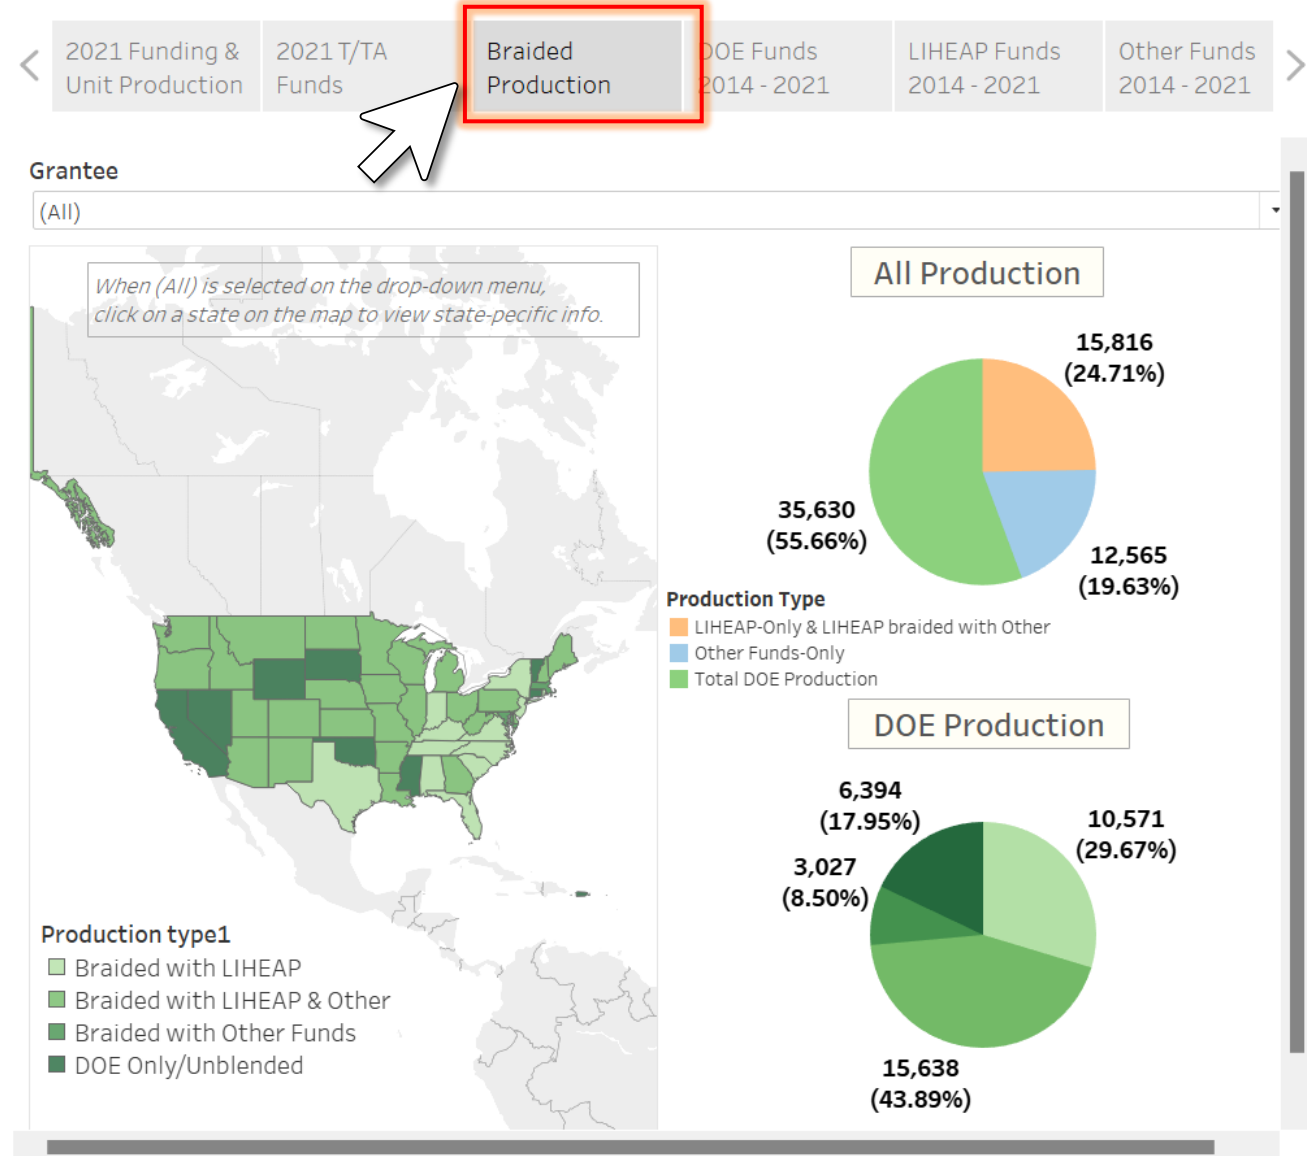 2021 Funding &
Unit Production
2021 T/TA
Funds
Braided
Production
DOE Funds
2014 - 2021
LIHEAP Funds
2014 - 2021
Other Funds
2014 - 2021
Grantee
(All)
When (All) is selected on the drop-down menu,
click on a state on the map to view state-pecific info.
All Production
15,816
(24.71%)
35,630
(55.66%)
12,565
(19.63%)
Production Type
LIHEAP-Only & LIHEAP braided with Other
Other Funds-Only
Total DOE Production
DOE Production
6,394
(17.95%)
10,571
(29.67%)
3,027
(8.50%)
15,638
(43.89%)
Production type1
Braided with LIHEAP
Braided with LIHEAP & Other
Braided with Other Funds
DOE Only/Unblended